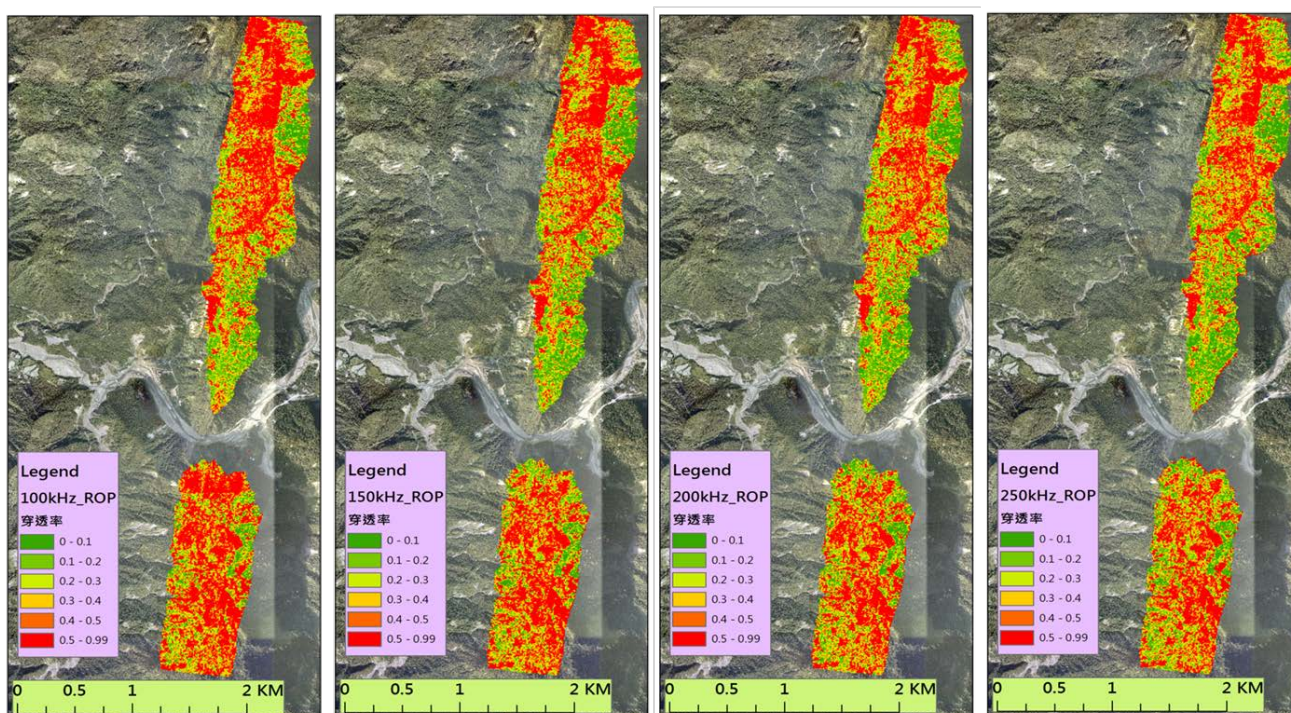 Legend
100kHz_ROP
穿透率
0 - 0.1
0.1 - 0.2
0.2 - 0.3
0.3 - 0.4
0.4 - 0.5
0.5 - 0.99
0 0.5 1 2 KM
Legend
150kHz_ROP
穿透率
0 - 0.1
0.1 - 0.2
0.2 - 0.3
0.3 - 0.4
0.4 - 0.5
0.5 - 0.99
0 0.5 1 2 KM
Legend
200kHz_ROP
穿透率
0 - 0.1
0.1 - 0.2
0.2 - 0.3
0.3 - 0.4
0.4 - 0.5
0.5 - 0.99
0 0.5 1 2 KM
Legend
250kHz_ROP
穿透率
0 - 0.1
0.1 - 0.2
0.2 - 0.3
0.3 - 0.4
0.4 - 0.5
0.5 - 0.99
0 0.5 1 2 KM